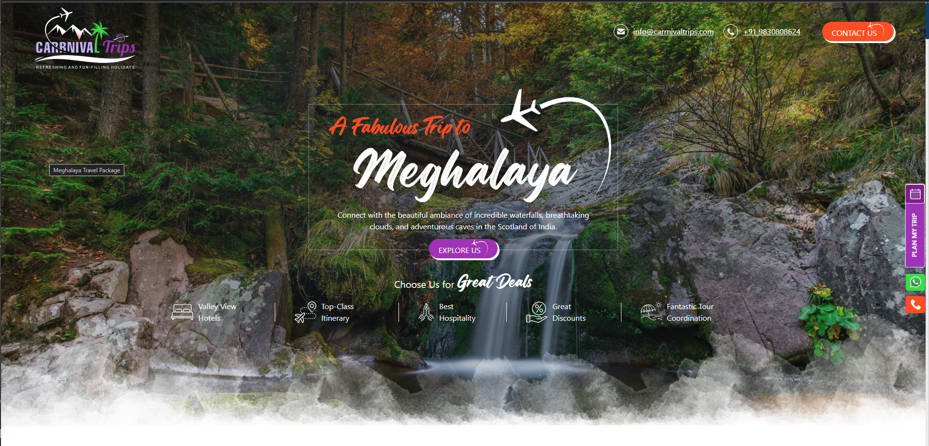 CARRNIVAL Trips
REFRESHING AND FUN-FILLING HOLIDAYS
info@carrnivaltrips.com
+91 9830808624
CONTACT US
A Fabulous Trip to
Meghalaya
Meghalaya Travel Package
Connect with the beautiful ambiance of incredible waterfalls, breathtaking
clouds, and adventurous caves in the Scotland of India.
EXPLORE US
PLAN MY TRIP
Choose Us for Great Deals
Valley View
Hotels
Top-Class
Itinerary
Best
Hospitality
Great
Discounts
Fantastic Tour
Coordination